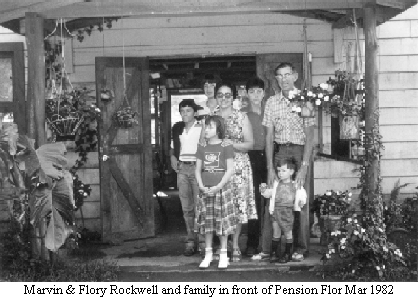 Marvin & Flory Rockwell and family in front of Pension Flor Mar 1982